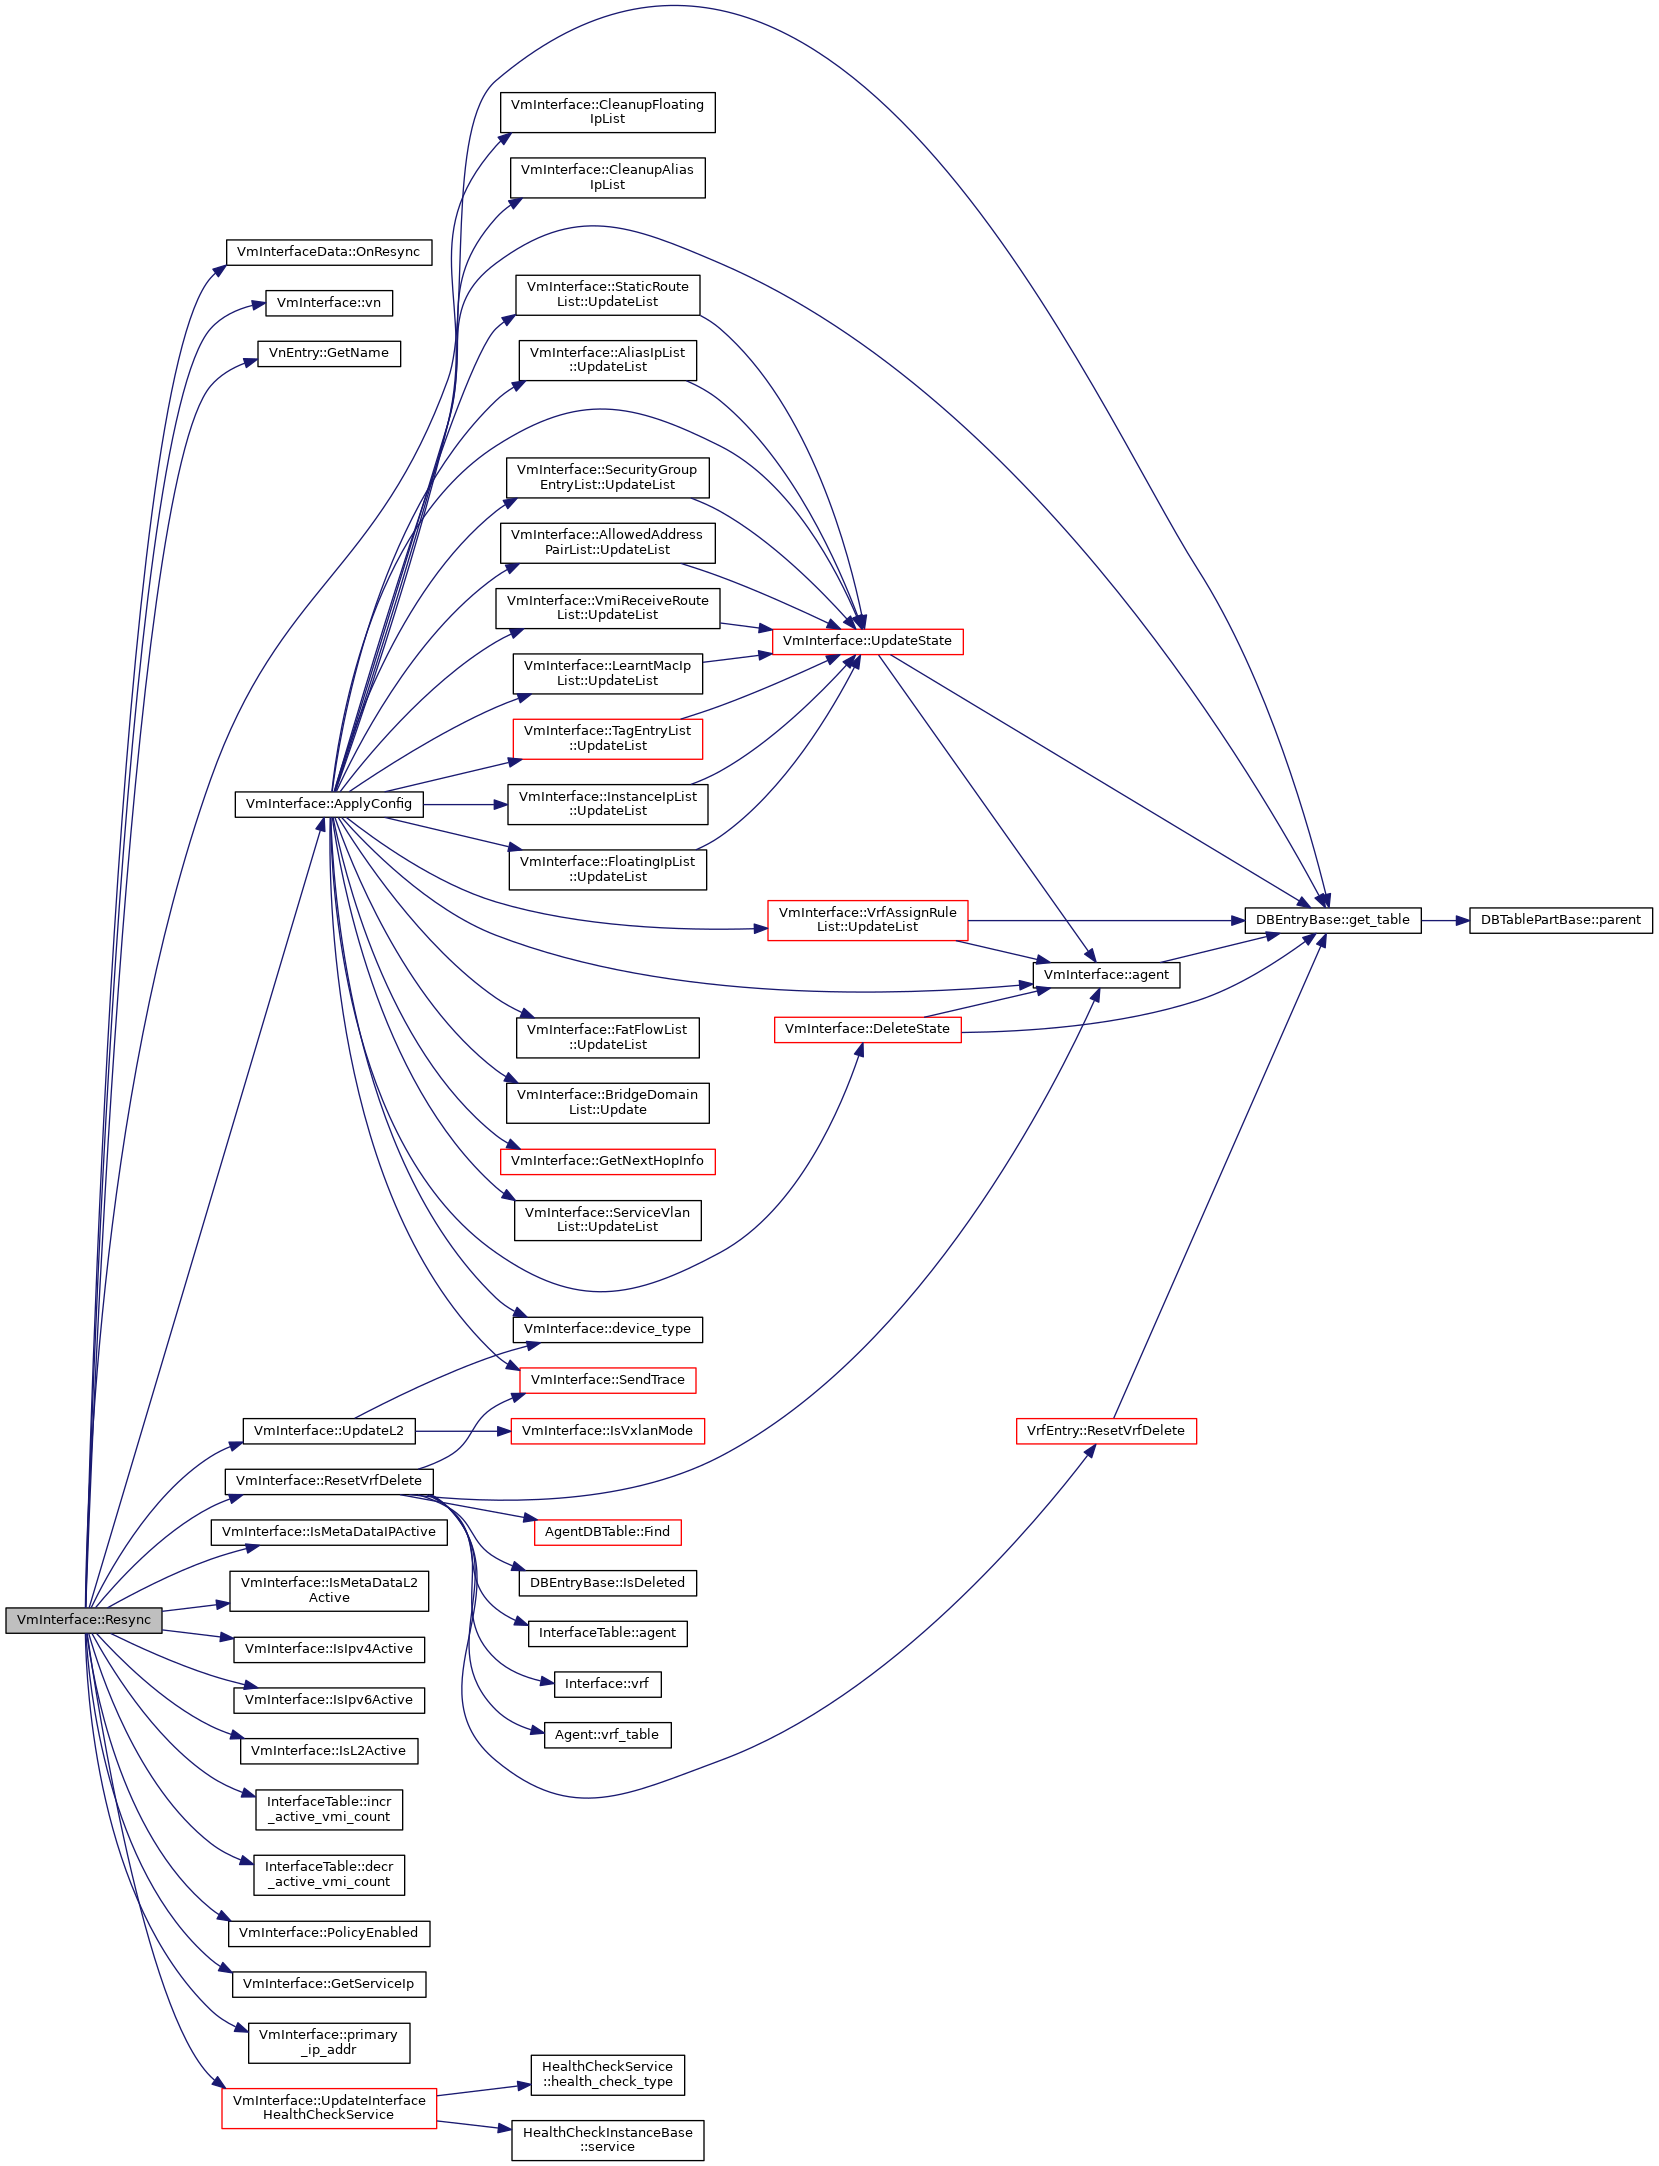 VmInterface::CleanupFloating
IpList
VmInterface::CleanupAlias
IpList
VmInterfaceData::OnResync
VmInterface::vn
VnEntry::GetName
VmInterface::StaticRoute
List::UpdateList
VmInterface::AliasIpList
::UpdateList
VmInterface::SecurityGroup
EntryList::UpdateList
VmInterface::AllowedAddress
PairList::UpdateList
VmInterface::VmiReceiveRoute
List::UpdateList
VmInterface::UpdateState
VmInterface::LearntMacIp
List::UpdateList
VmInterface::TagEntryList
::UpdateList
VmInterface::ApplyConfig
VmInterface::InstanceIpList
::UpdateList
VmInterface::FloatingIpList
::UpdateList
VmInterface::VrfAssignRule
List::UpdateList
DBEntryBase::get_table
DBTablePartBase::parent
VmInterface::agent
VmInterface::FatFlowList
::UpdateList
VmInterface::DeleteState
VmInterface::BridgeDomain
List::Update
VmInterface::GetNextHopInfo
VmInterface::ServiceVlan
List::UpdateList
VmInterface::device_type
VmInterface::SendTrace
VmInterface::UpdateL2
VmInterface::IsVxlanMode
VrfEntry::ResetVrfDelete
VmInterface::ResetVrfDelete
VmInterface::IsMetaDataIPActive
AgentDBTable::Find
VmInterface::IsMetaDataL2
Active
DBEntryBase::IsDeleted
VmInterface::Resync
InterfaceTable::agent
VmInterface::IsIpv4Active
Interface::vrf
VmInterface::IsIpv6Active
Agent::vrf_table
VmInterface::IsL2Active
InterfaceTable::incr
_active_vmi_count
InterfaceTable::decr
_active_vmi_count
VmInterface::PolicyEnabled
VmInterface::GetServiceIp
VmInterface::primary
_ip_addr
VmInterface::UpdateInterface
HealthCheckService
HealthCheckService
::health_check_type
HealthCheckInstanceBase
::service